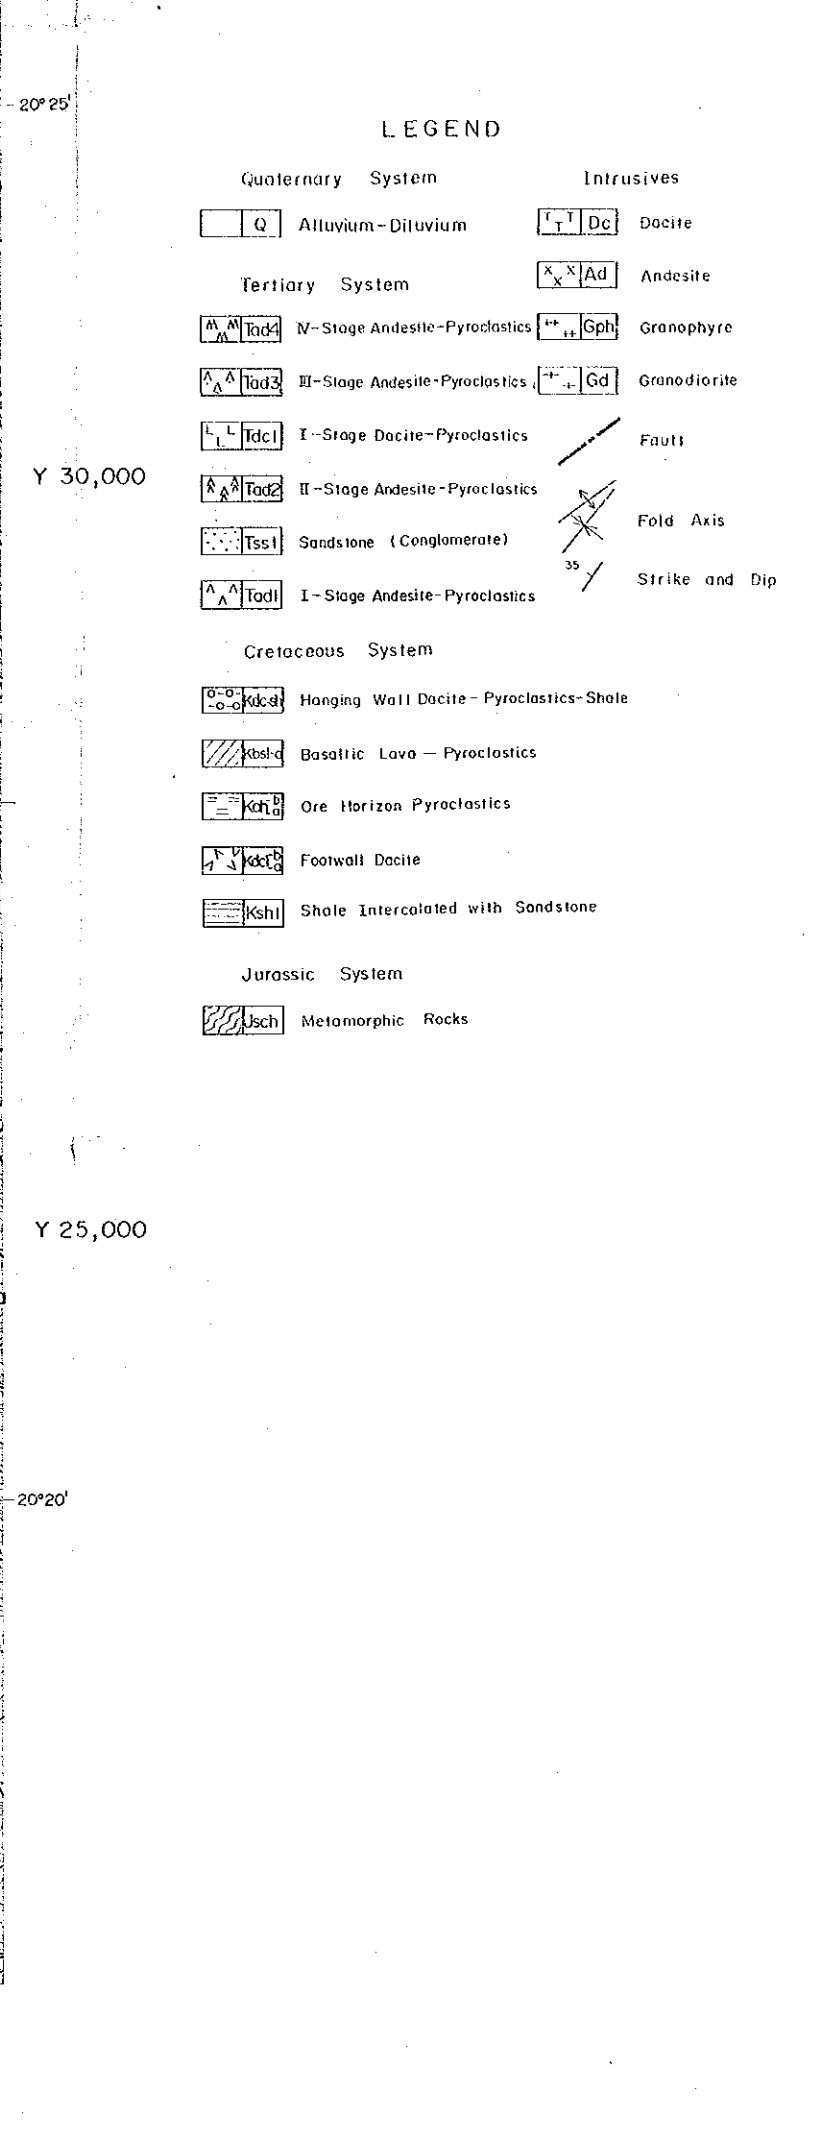 20°25'
LEGEND
Quaternary System
Q Alluvium-Diluvium
Tertiary System
Tad4 IV-Stage Andesite-Pyroclastics
Tad3 III-Stage Andesite-Pyroclastics
Tdc1 I-Stage Dacite-Pyroclastics
Y 30,000
Tad2 II-Stage Andesite-Pyroclastics
Tss1 Sandstone (Conglomerate)
Tad1 I-Stage Andesite-Pyroclastics
Intrusives
Dc Dacite
Ad Andesite
Gph Granophyre
Gd Granodiorite
Fault
Fold Axis
35 Strike and Dip
Cretaceous System
Kdc-sh Hanging Wall Dacite-Pyroclastics-Shale
Basaltic Lava — Pyroclastics
Ore Horizon Pyroclastics
Footwall Dacite
Ksh1 Shale Intercalated with Sandstone
Jurassic System
Jsch Metamorphic Rocks
Y 25,000
20°20'